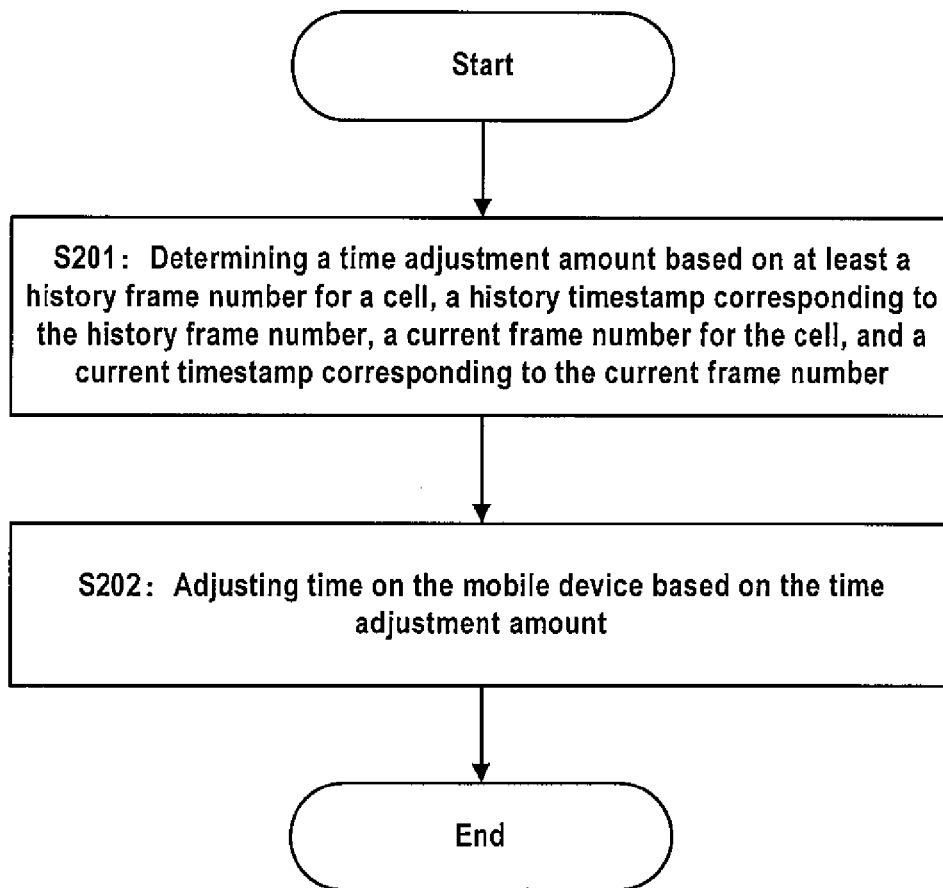 Start
S201: Determining a time adjustment amount based on at least a
history frame number for a cell, a history timestamp corresponding to
the history frame number, a current frame number for the cell, and a
current timestamp corresponding to the current frame number
S202: Adjusting time on the mobile device based on the time
adjustment amount
End